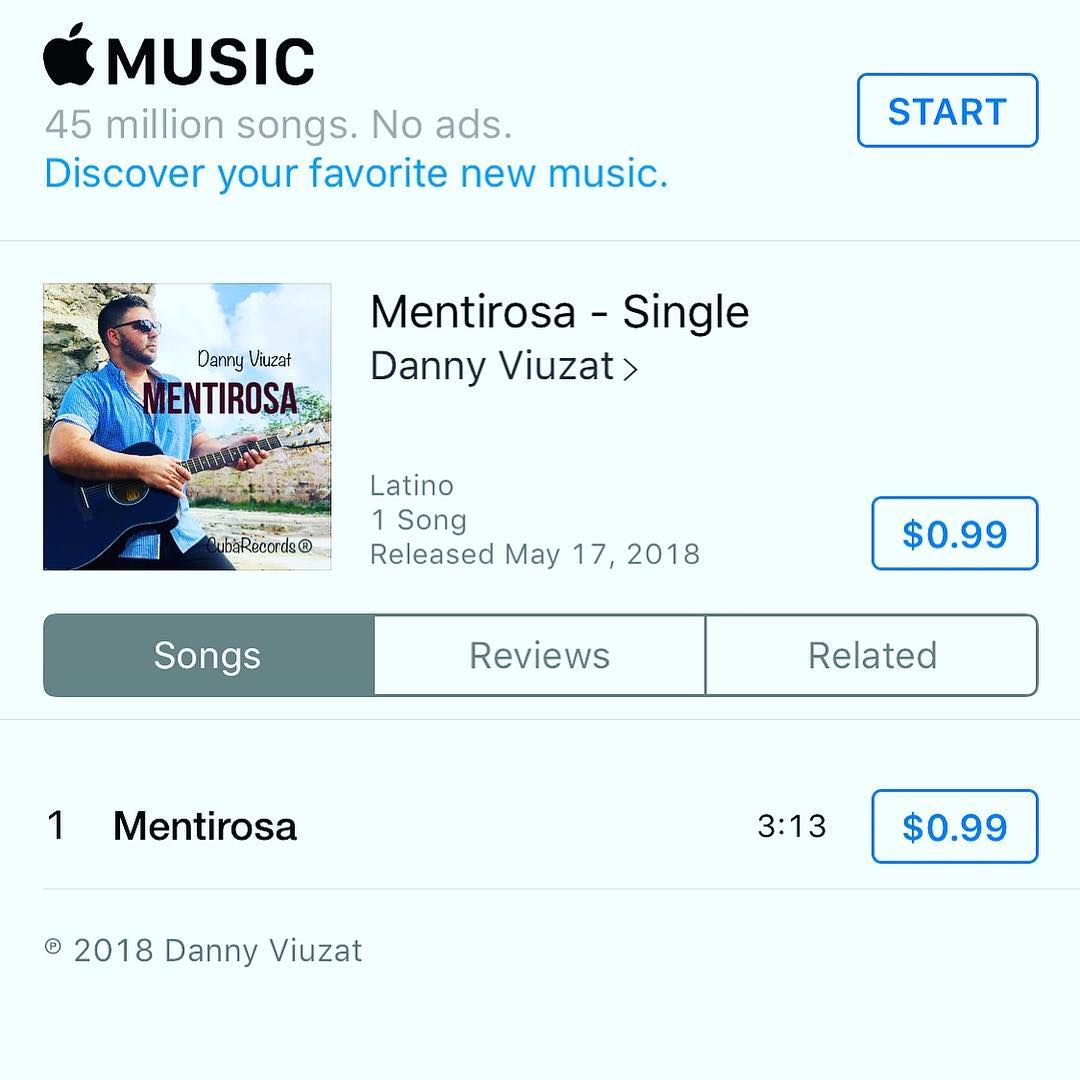 MUSIC
45 million songs. No ads.
Discover your favorite new music.
START
Danny Viuzat
MENTIROSA
CubaRecords®
Mentirosa - Single
Danny Viuzat >
Latino
1 Song
Released May 17, 2018
$0.99
Songs Reviews Related
1 Mentirosa 3:13 $0.99
℗ 2018 Danny Viuzat